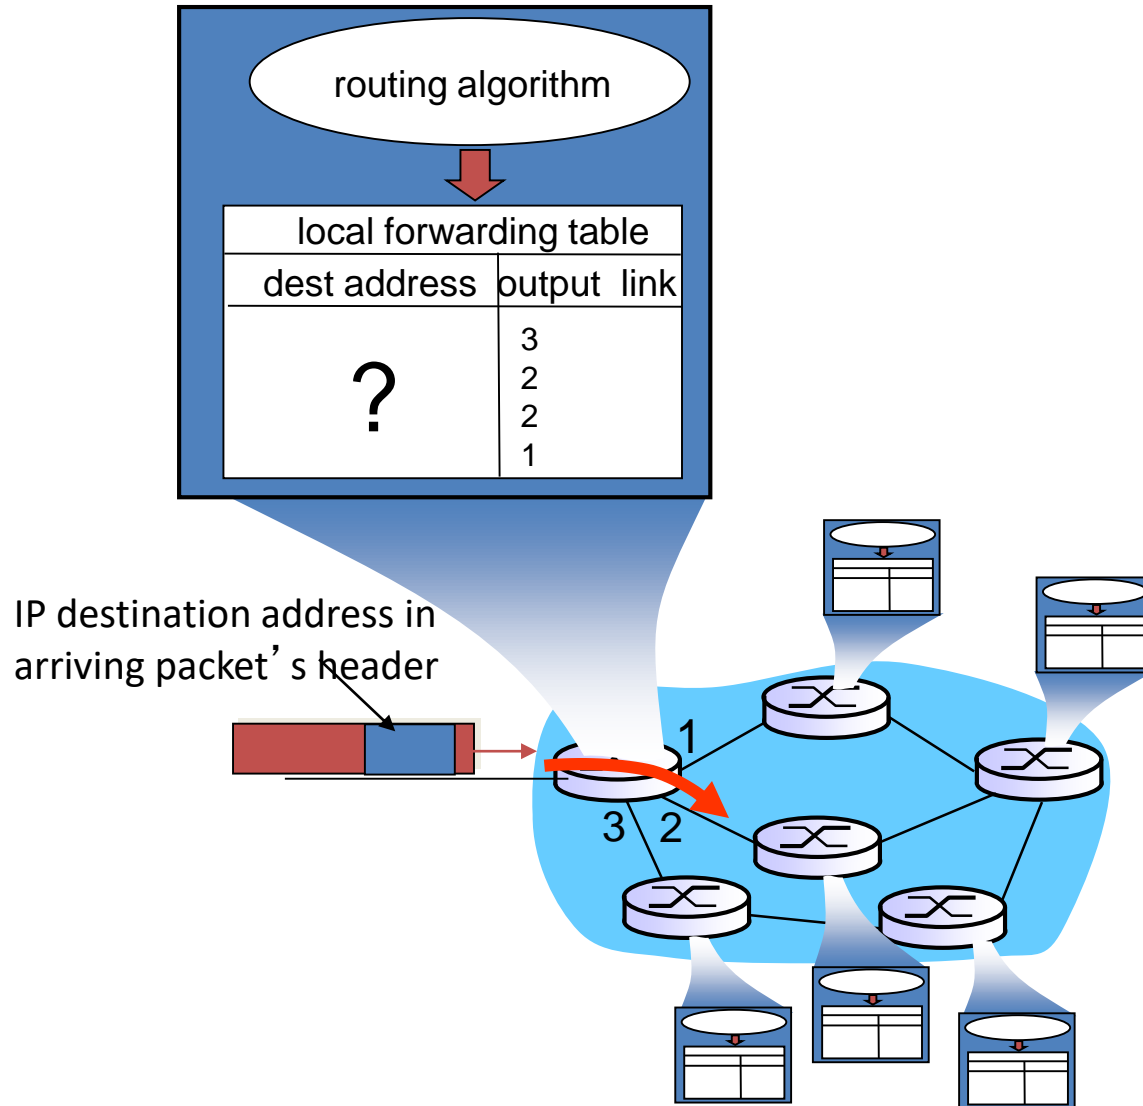 routing algorithm
local forwarding table
dest address output link
?
3
2
2
1
IP destination address in
arriving packet’ s header
1
3 2